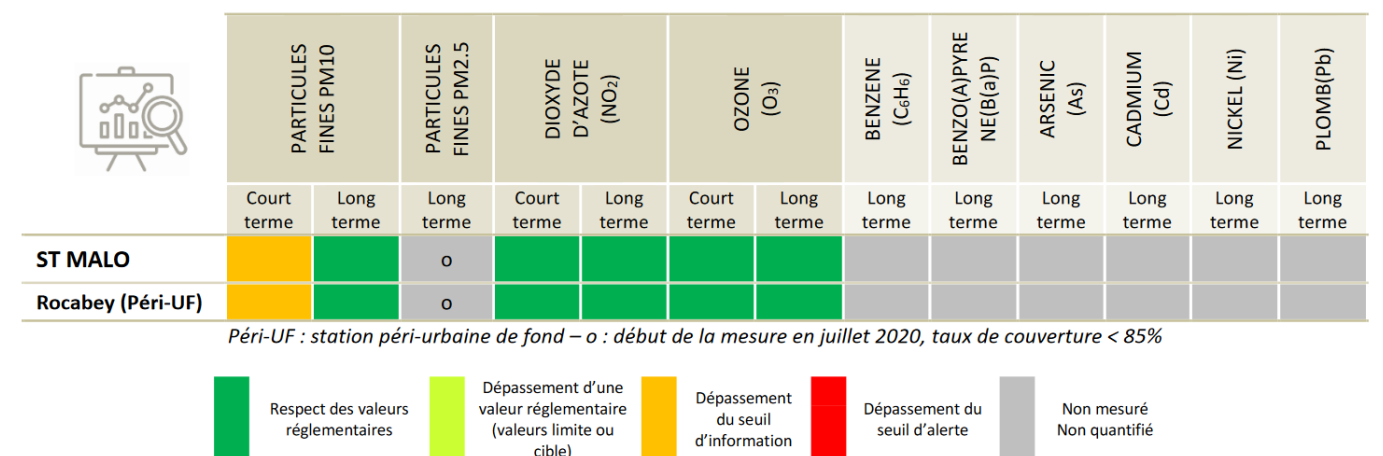 PARTICULES
FINES PM10
PARTICULES
FINES PM2.5
DIOXYDE
D'AZOTE
(NO₂)
OZONE
(O₃)
BENZENE
(C₆H₆)
BENZO(A)PYRE
NE(B(a)P)
ARSENIC
(As)
CADMIUM
(Cd)
NICKEL (Ni)
PLOMB(Pb)
Court terme
Long terme
Long terme
Court terme
Long terme
Court terme
Long terme
Long terme
Long terme
Long terme
Long terme
Long terme
Long terme
ST MALO
o
Rocabey (Péri-UF)
o
Péri-UF : station péri-urbaine de fond – o : début de la mesure en juillet 2020, taux de couverture < 85%
Respect des valeurs
réglementaires
Dépassement d'une
valeur réglementaire
(valeurs limite ou
cible)
Dépassement
du seuil
d'information
Dépassement du
seuil d'alerte
Non mesuré
Non quantifié